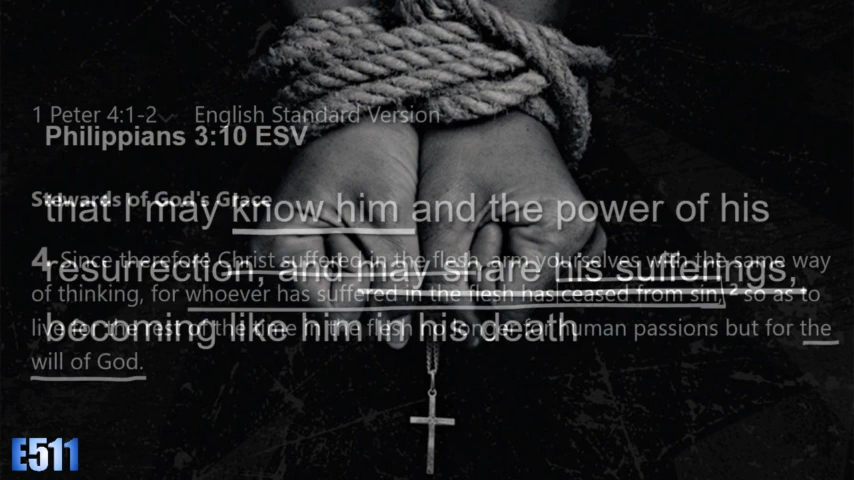 1 Peter 4:1-2 English Standard Version
Philippians 3:10 ESV
Stewards of God's Grace
that I may know him and the power of his
4 Since therefore Christ suffered in the flesh, arm yourselves with the same way
resurrection, and may share his sufferings,
of thinking, for whoever has suffered in the flesh has ceased from sin, 2 so as to
live for the rest of the time in the flesh no longer for human passions but for the
becoming like him in his death
will of God.
E511